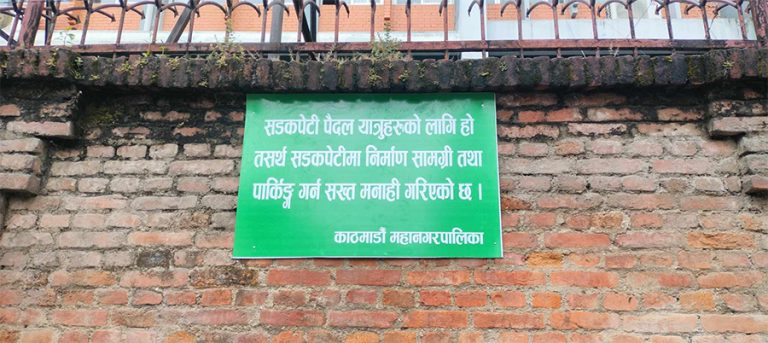 सडकपेटी पैदल यात्रुहरुको लागि हो
तसर्थ सडकपेटीमा निर्माण सामग्री तथा
पार्किङ्ग गर्न सख्त मनाही गरिएको छ ।
काठमाडौं महानगरपालिका